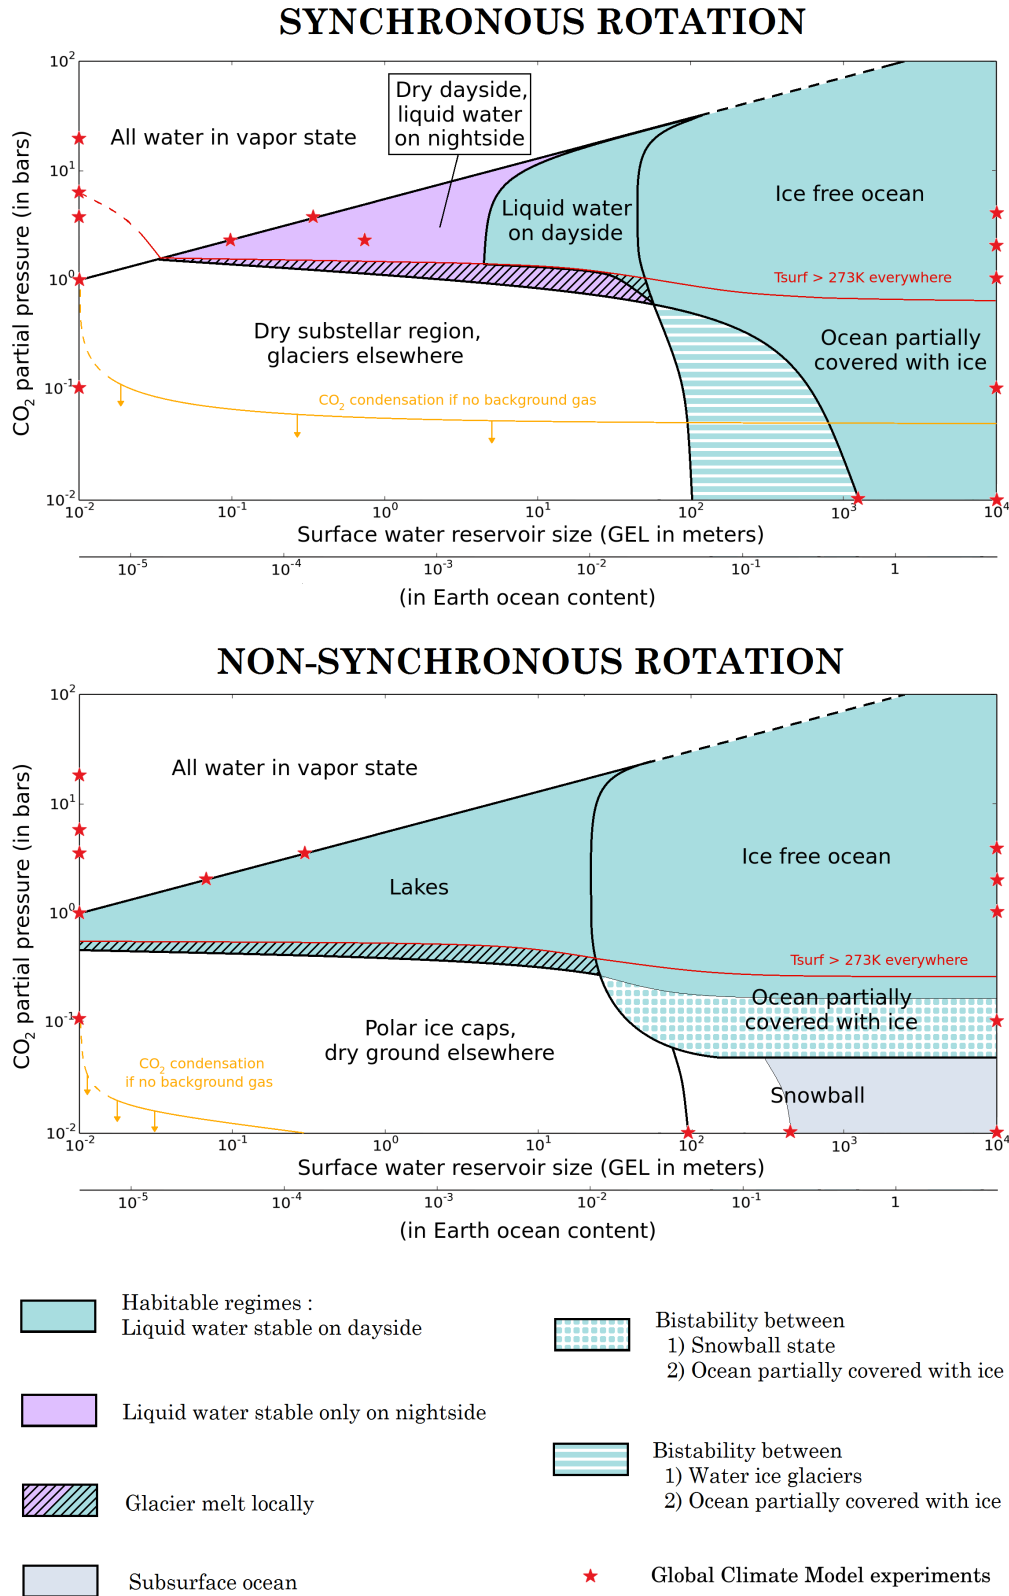 SYNCHRONOUS ROTATION
CO2 partial pressure (in bars)
10^2
10^1
10^0
10^-1
10^-2
All water in vapor state
Dry dayside,
liquid water
on nightside
Liquid water
on dayside
Ice free ocean
Tsurf > 273K everywhere
Dry substellar region,
glaciers elsewhere
Ocean partially
covered with ice
CO2 condensation if no background gas
10^-2 10^-1 10^0 10^1 10^2 10^3 10^4
Surface water reservoir size (GEL in meters)
10^-5 10^-4 10^-3 10^-2 10^-1 1
(in Earth ocean content)
NON-SYNCHRONOUS ROTATION
CO2 partial pressure (in bars)
10^2
10^1
10^0
10^-1
10^-2
All water in vapor state
Ice free ocean
Lakes
Tsurf > 273K everywhere
Ocean partially
covered with ice
Polar ice caps,
dry ground elsewhere
CO2 condensation
if no background gas
Snowball
10^-2 10^-1 10^0 10^1 10^2 10^3 10^4
Surface water reservoir size (GEL in meters)
10^-5 10^-4 10^-3 10^-2 10^-1 1
(in Earth ocean content)
Habitable regimes :
Liquid water stable on dayside
Liquid water stable only on nightside
Glacier melt locally
Subsurface ocean
Bistability between
1) Snowball state
2) Ocean partially covered with ice
Bistability between
1) Water ice glaciers
2) Ocean partially covered with ice
Global Climate Model experiments